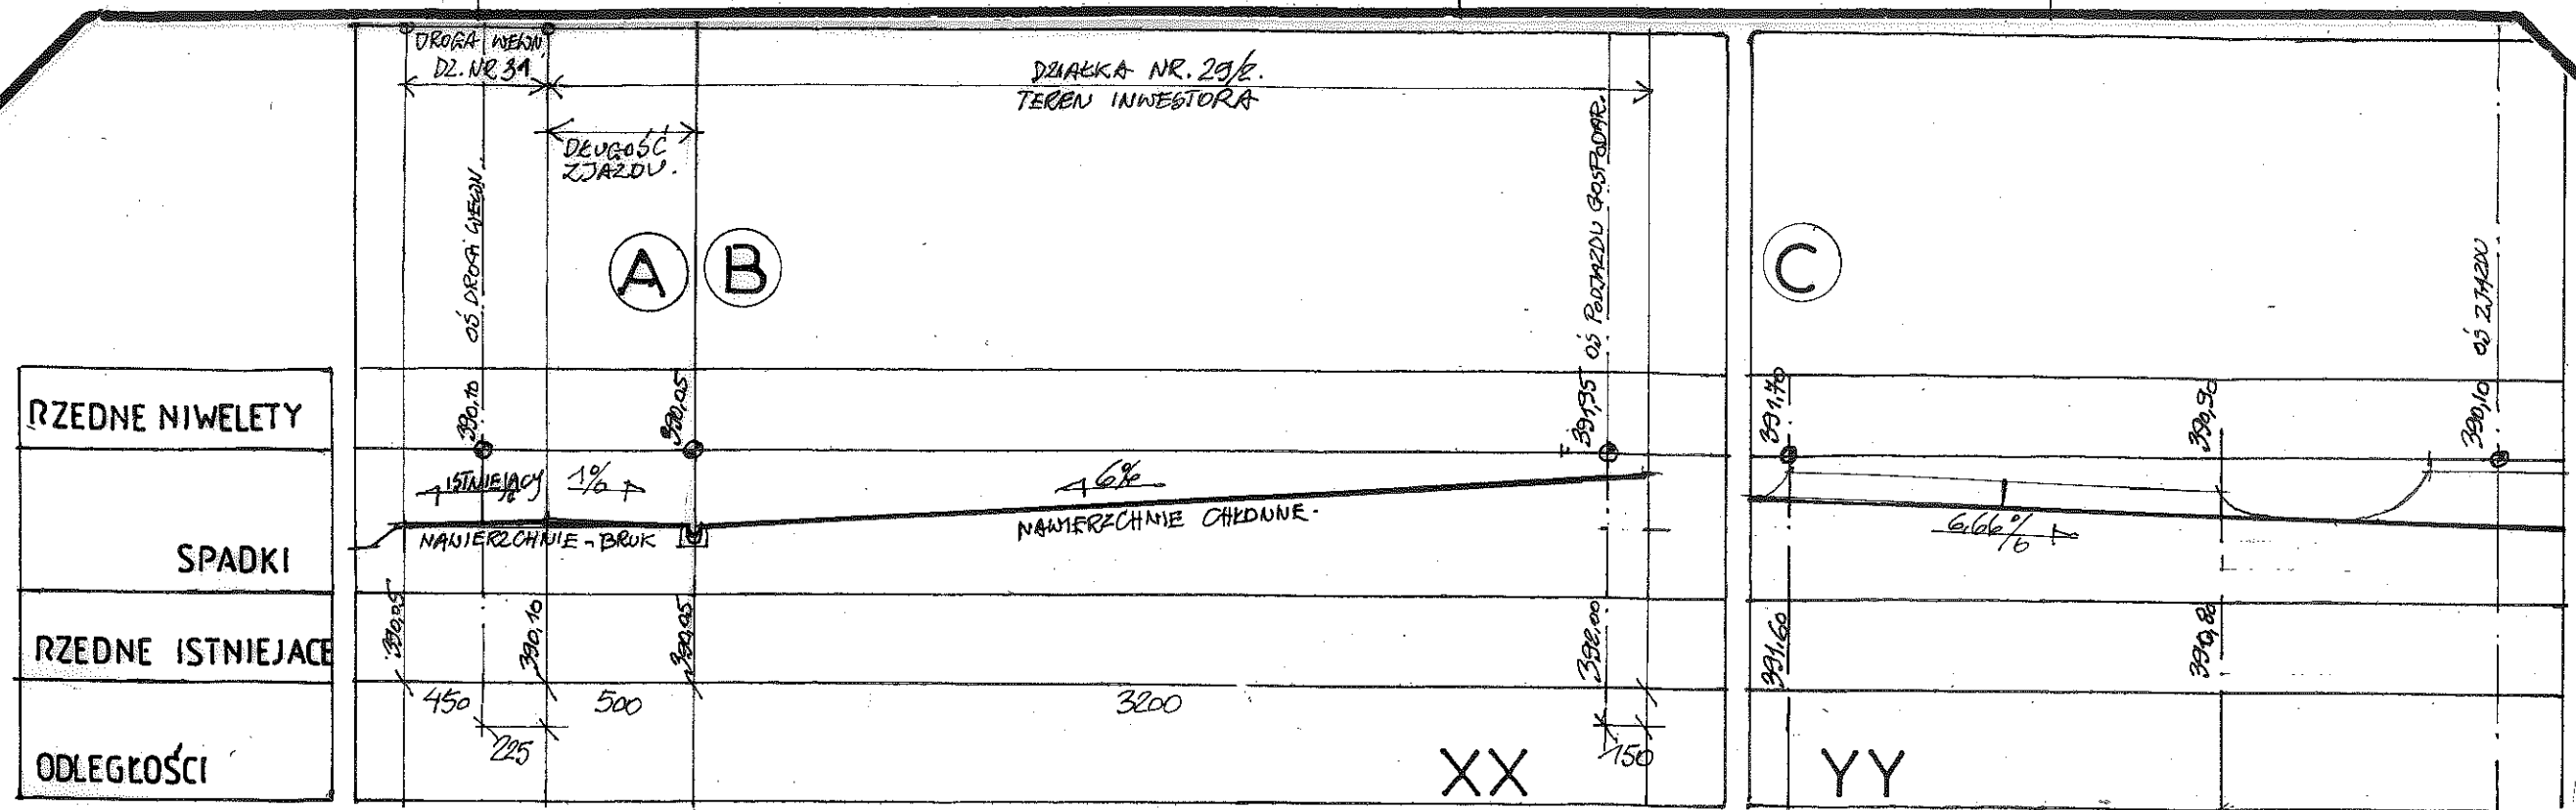 DROGA WEWN.
DZ. NR 31
DZIAŁKA NR. 29/2.
TEREN INWESTORA
DŁUGOŚĆ
ZJAZDU.
OŚ DROGI WEWN.
OŚ PODJAZDU GOSPODAR.
OŚ ZJAZDU
A
B
C
RZEDNE NIWELETY
390,10
390,05
391,95
391,70
390,90
390,10
SPADKI
ISTNIEJĄCY
1%
6%
6,66%
NAWIERZCHNIE - BRUK
NAWIERZCHNIE CHŁONNE.
RZEDNE ISTNIEJACE
390,05
390,10
390,05
392,00
391,60
390,80
ODLEGŁOŚCI
450
500
3200
225
150
XX
YY